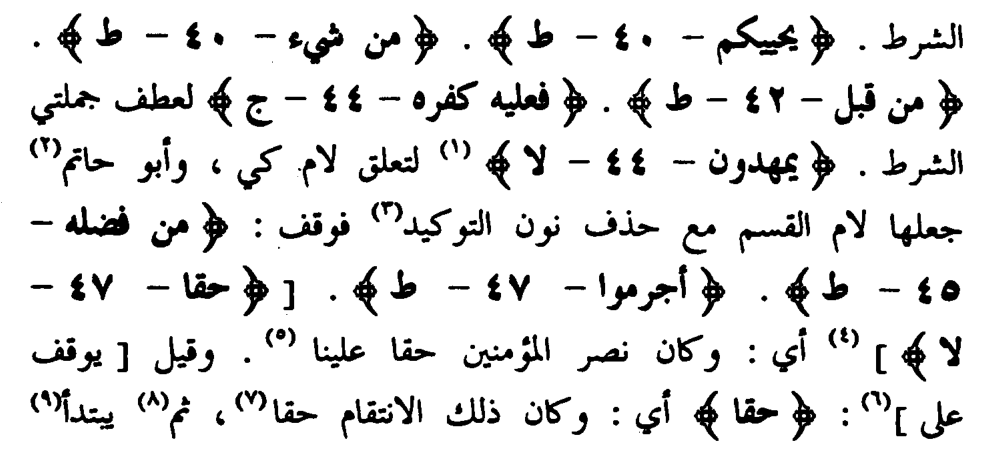 الشرط . ﴿ يحييكم – ٤٠ – ط ﴾ . ﴿ من شيء – ٤٠ – ط ﴾ .
﴿ من قبل – ٤٢ – ط ﴾ . ﴿ فعليه كفره – ٤٤ – ج ﴾ لعطف جملتي
الشرط . ﴿ يمهدون – ٤٤ – لا ﴾ (١) لتعلق لام كي ، وأبو حاتم (٢)
جعلها لام القسم مع حذف نون التوكيد (٣) فوقف : ﴿ من فضله –
٤٥ – ط ﴾ . ﴿ أجرموا – ٤٧ – ط ﴾ . [ ﴿ حقا – ٤٧ –
لا ﴾ ] (٤) أي : وكان نصر المؤمنين حقا علينا (٥) . وقيل [ يوقف
على ] (٦) : ﴿ حقا ﴾ أي : وكان ذلك الانتقام حقا (٧) ، ثم (٨) يبتدأ (٩)